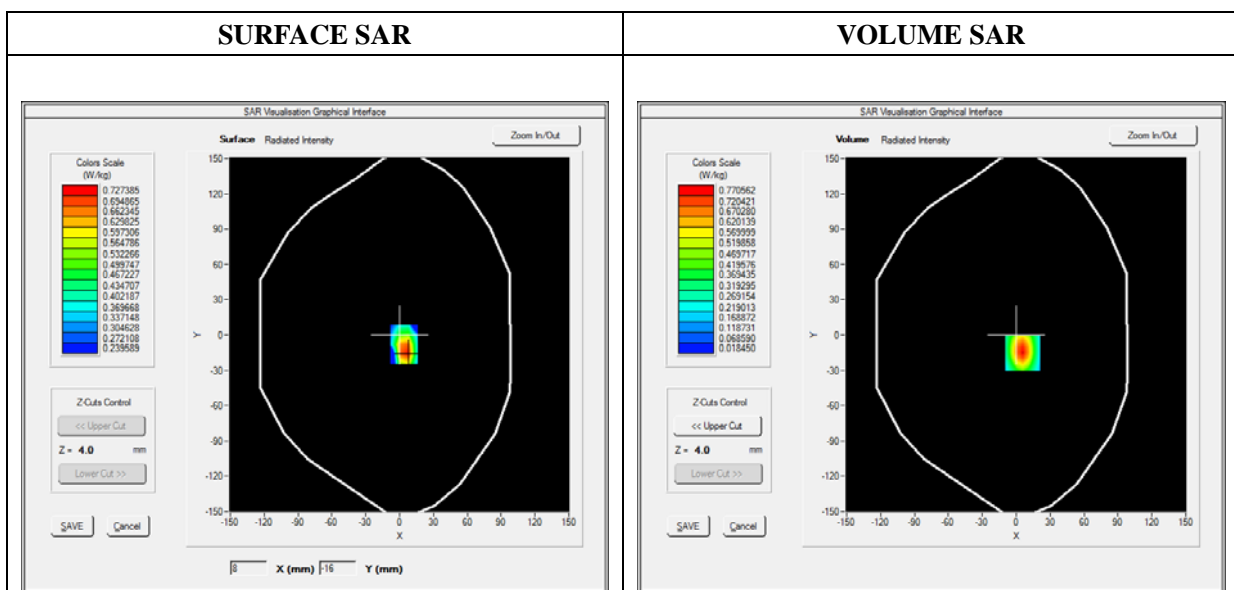 SURFACE SAR
VOLUME SAR
SAR Visualisation Graphical Interface
Surface Radiated Intensity
Zoom In/Out
Colors Scale
(W/kg)
0.727385
0.694865
0.662345
0.629825
0.597306
0.564786
0.532266
0.499747
0.467227
0.434707
0.402187
0.369668
0.337148
0.304628
0.272108
0.239589
Z-Cuts Control
<< Upper Cut
Z = 4.0 mm
Lower Cut >>
SAVE Cancel
150
120
90
60
30
0
-30
-60
-90
-120
-150
Y
-150 -120 -90 -60 -30 0 30 60 90 120 150
X
8 X (mm) -16 Y (mm)
SAR Visualisation Graphical Interface
Volume Radiated Intensity
Zoom In/Out
Colors Scale
(W/kg)
0.770562
0.720421
0.670280
0.620139
0.569999
0.519858
0.469717
0.419576
0.369435
0.319295
0.269154
0.219013
0.168872
0.118731
0.068590
0.018450
Z-Cuts Control
<< Upper Cut
Z = 4.0 mm
Lower Cut >>
SAVE Cancel
150
120
90
60
30
0
-30
-60
-90
-120
-150
Y
-150 -120 -90 -60 -30 0 30 60 90 120 150
X